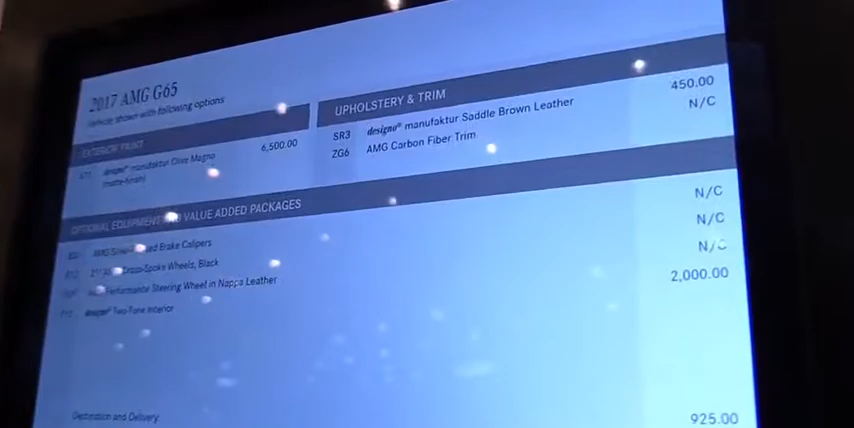 2017 AMG G65
Vehicle shown with following options
EXTERIOR PAINT
designo® manufaktur Olive Magno 6,500.00
(matte-finish)
UPHOLSTERY & TRIM
SR3 designo® manufaktur Saddle Brown Leather 450.00
ZG6 AMG Carbon Fiber Trim N/C
OPTIONAL EQUIPMENT AND VALUE ADDED PACKAGES
AMG Brake Calipers N/C
21" Cross-Spoke Wheels, Black N/C
Performance Steering Wheel in Nappa Leather N/C
designo® Two-Tone Interior 2,000.00
Destination and Delivery 925.00